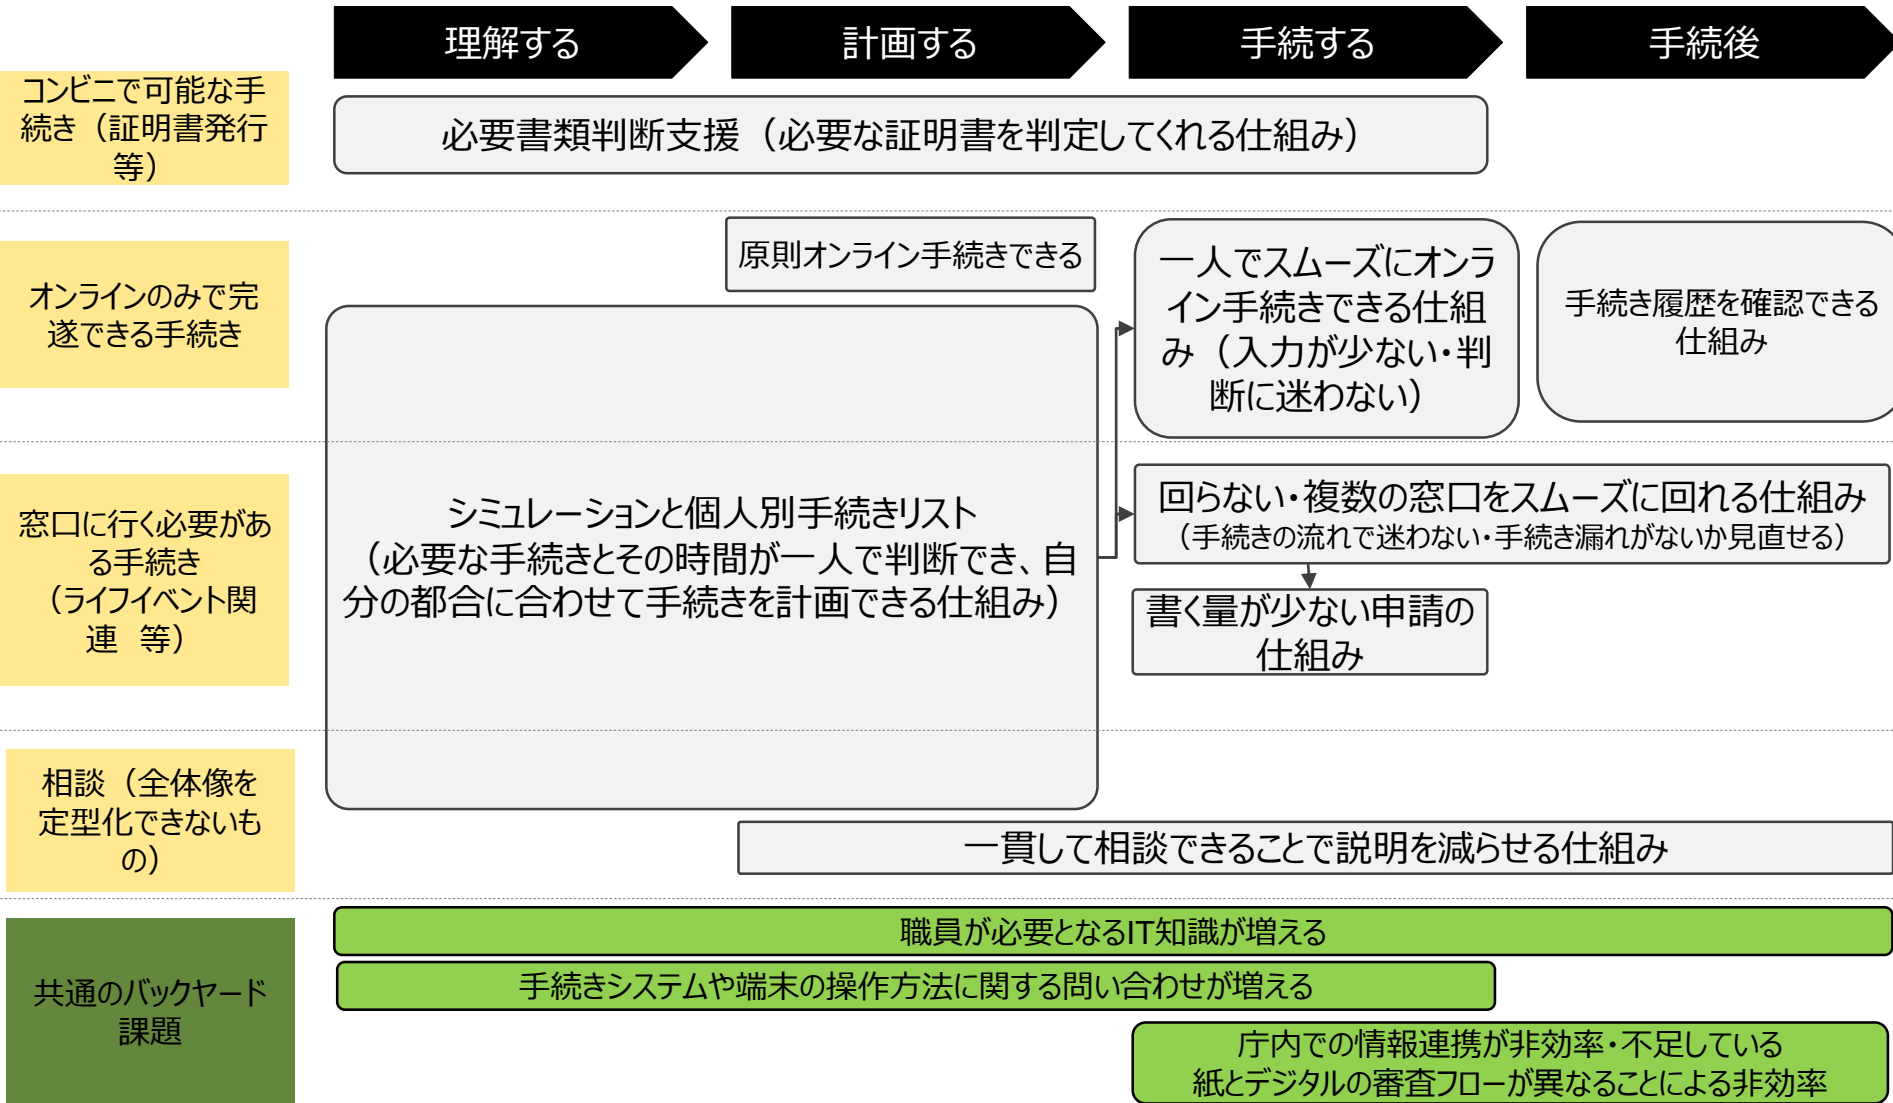 理解する
計画する
手続する
手続後
コンビニで可能な手
続き（証明書発行
等）
必要書類判断支援（必要な証明書を判定してくれる仕組み）
オンラインのみで完
遂できる手続き
原則オンライン手続きできる
一人でスムーズにオンラ
イン手続きできる仕組
み（入力が少ない・判
断に迷わない）
手続き履歴を確認できる
仕組み
窓口に行く必要があ
る手続き
（ライフイベント関
連　等）
シミュレーションと個人別手続きリスト
（必要な手続きとその時間が一人で判断でき、自
分の都合に合わせて手続きを計画できる仕組み）
回らない・複数の窓口をスムーズに回れる仕組み
（手続きの流れで迷わない・手続き漏れがないか見直せる）
書く量が少ない申請の
仕組み
相談（全体像を
定型化できないも
の）
一貫して相談できることで説明を減らせる仕組み
共通のバックヤード
課題
職員が必要となるIT知識が増える
手続きシステムや端末の操作方法に関する問い合わせが増える
庁内での情報連携が非効率・不足している
紙とデジタルの審査フローが異なることによる非効率